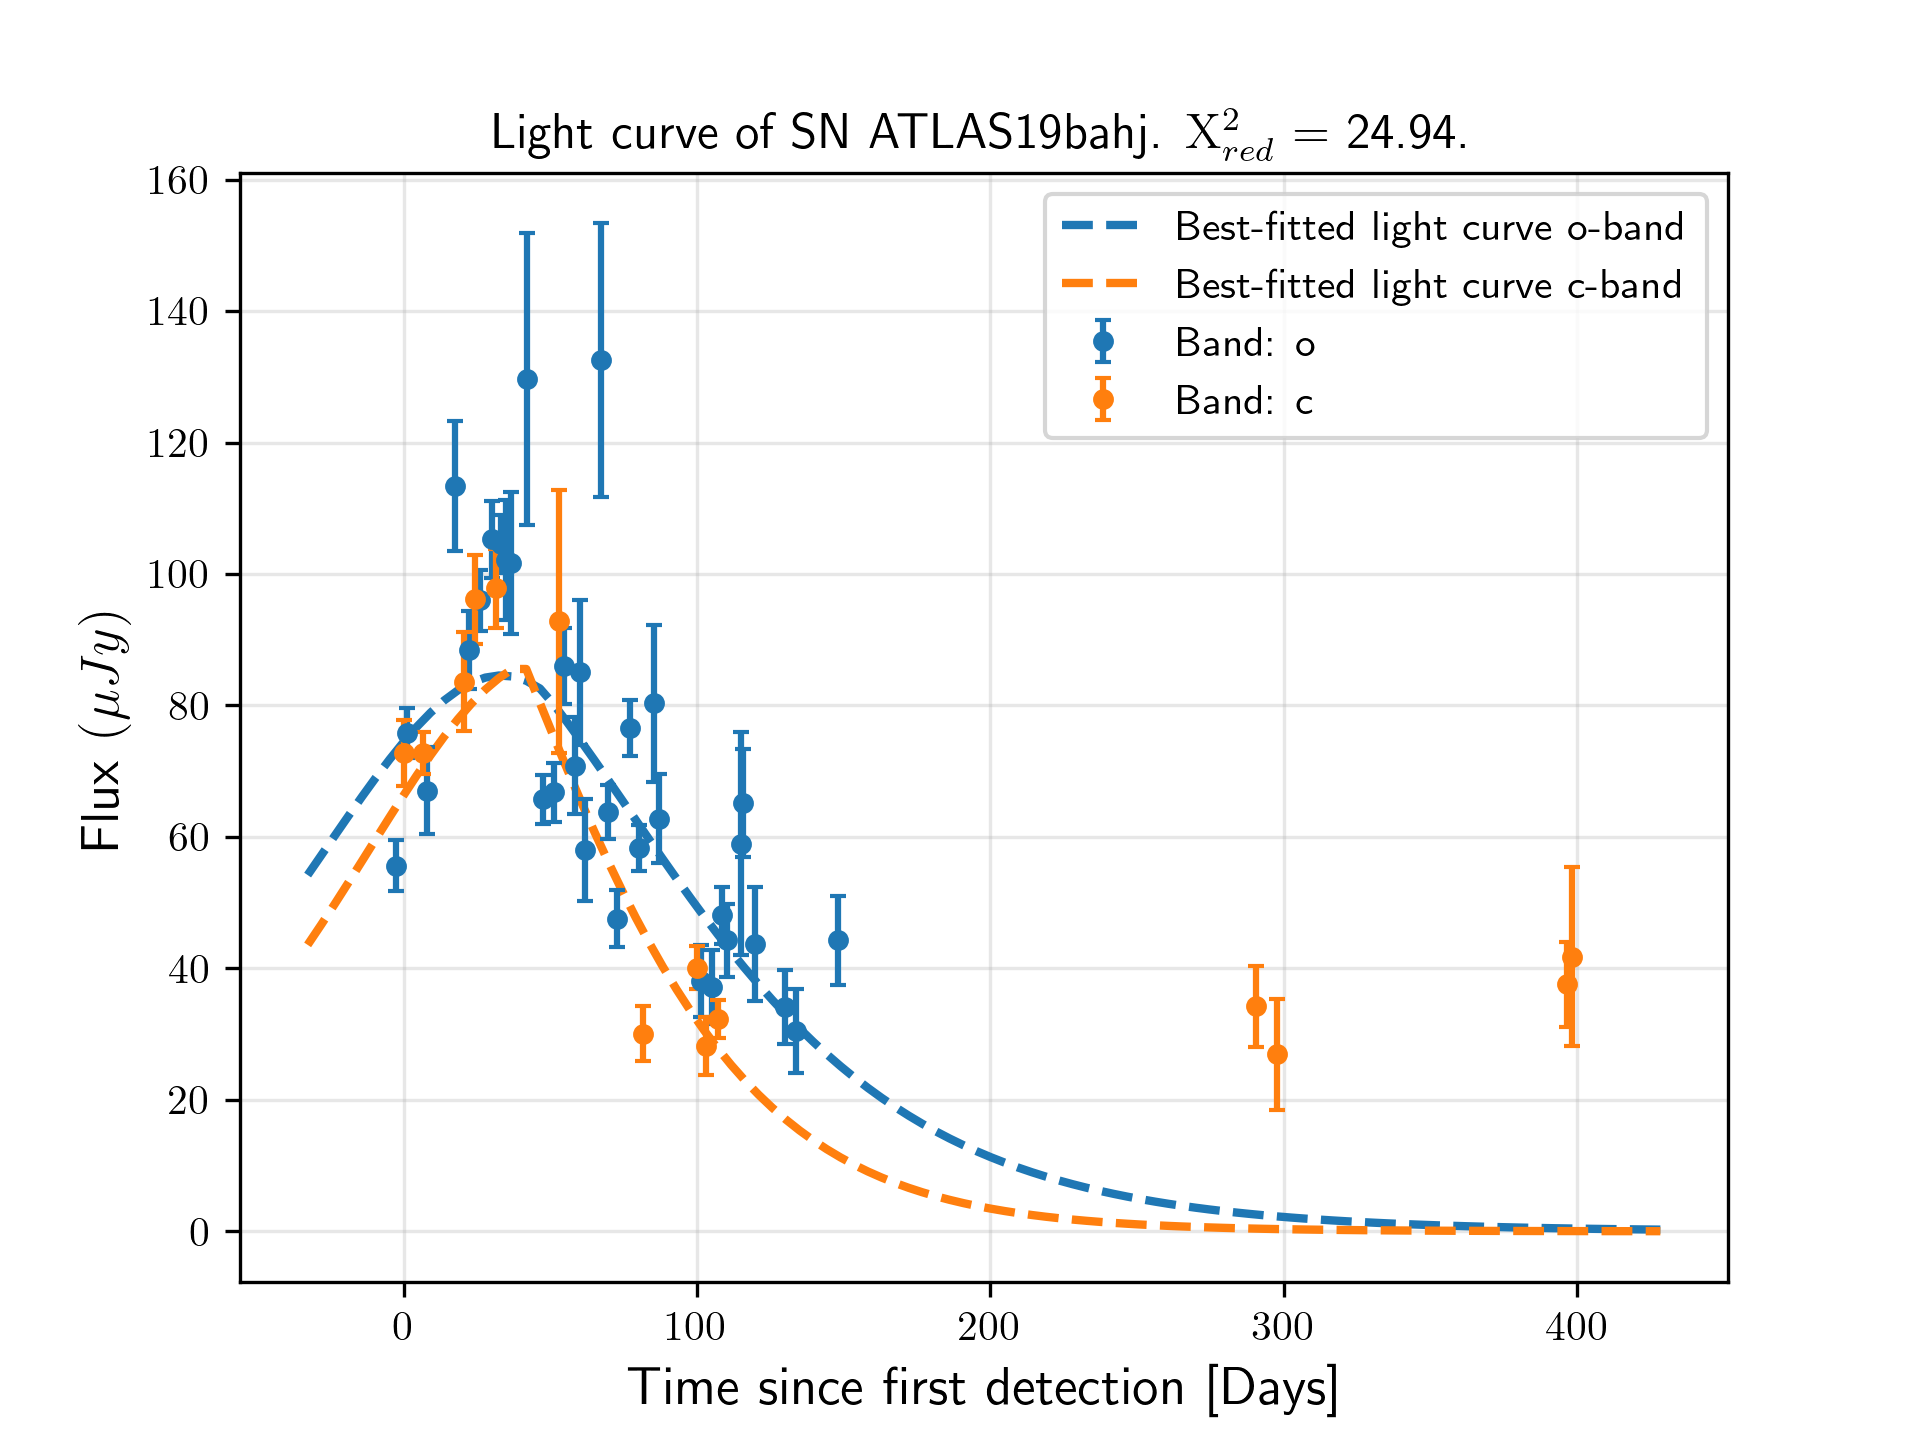 Light curve of SN ATLAS19bahj. X²_red = 24.94.
160
140
120
100
80
60
40
20
0
Flux (μJy)
Best-fitted light curve o-band
Best-fitted light curve c-band
Band: o
Band: c
0 100 200 300 400
Time since first detection [Days]